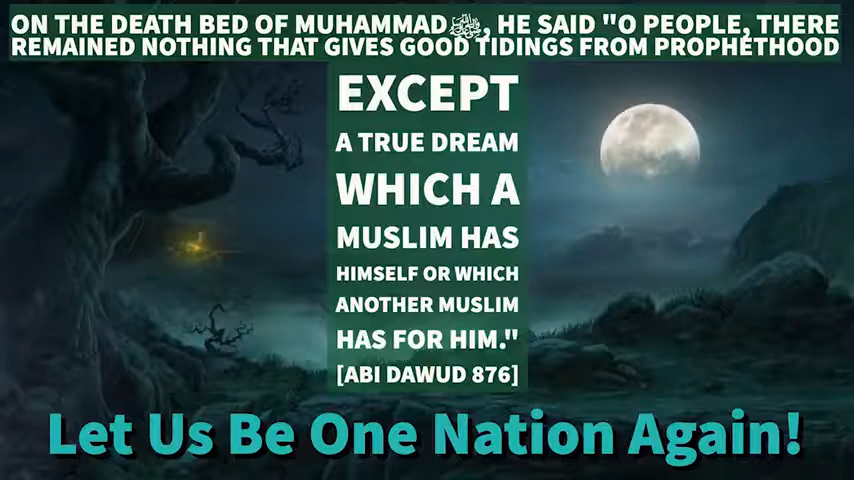 ON THE DEATH BED OF MUHAMMADﷺ, HE SAID "O PEOPLE, THERE
REMAINED NOTHING THAT GIVES GOOD TIDINGS FROM PROPHETHOOD
EXCEPT
A TRUE DREAM
WHICH A
MUSLIM HAS
HIMSELF OR WHICH
ANOTHER MUSLIM
HAS FOR HIM."
[ABI DAWUD 876]
Let Us Be One Nation Again!